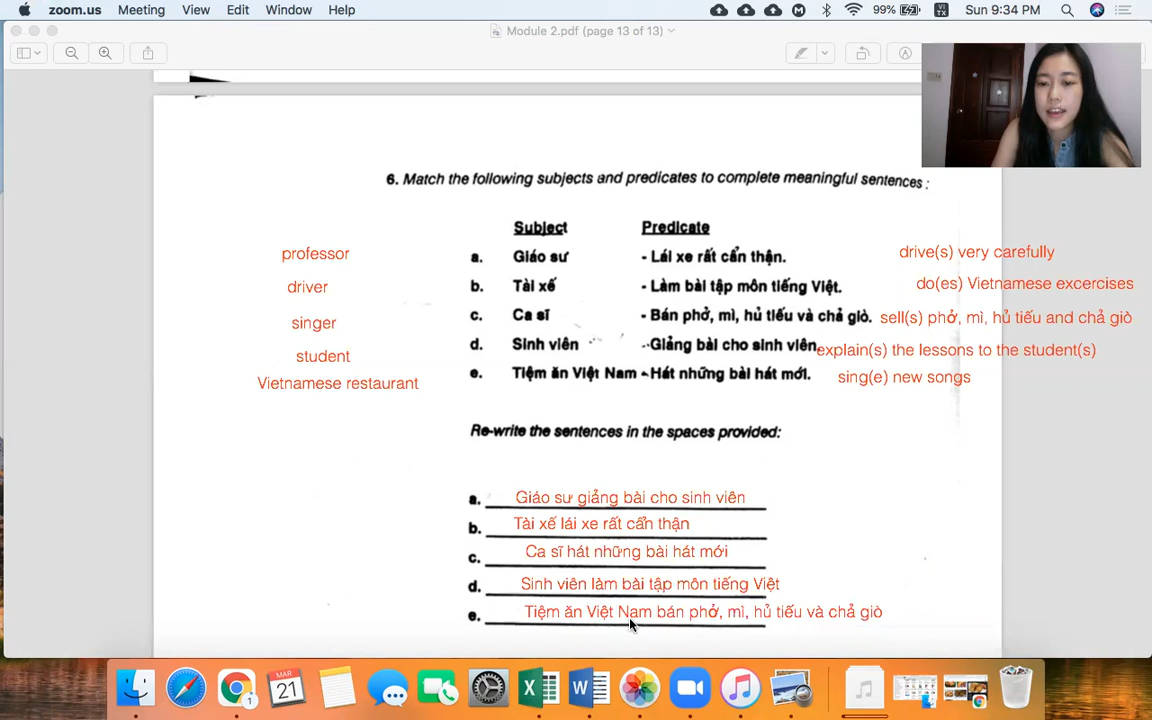 zoom.us Meeting View Edit Window Help 99% VI TX Sun 9:34 PM
Module 2.pdf (page 13 of 13)
6. Match the following subjects and predicates to complete meaningful sentences :
Subject Predicate
professor a. Giáo sư - Lái xe rất cẩn thận. drive(s) very carefully
driver b. Tài xế - Làm bài tập môn tiếng Việt. do(es) Vietnamese excercises
singer c. Ca sĩ - Bán phở, mì, hủ tiếu và chả giò. sell(s) phở, mì, hủ tiếu and chả giò
student d. Sinh viên - Giảng bài cho sinh viên. explain(s) the lessons to the student(s)
Vietnamese restaurant e. Tiệm ăn Việt Nam - Hát những bài hát mới. sing(e) new songs
Re-write the sentences in the spaces provided:
a. Giáo sư giảng bài cho sinh viên
b. Tài xế lái xe rất cẩn thận
c. Ca sĩ hát những bài hát mới
d. Sinh viên làm bài tập môn tiếng Việt
e. Tiệm ăn Việt Nam bán phở, mì, hủ tiếu và chả giò
1 MAR 21